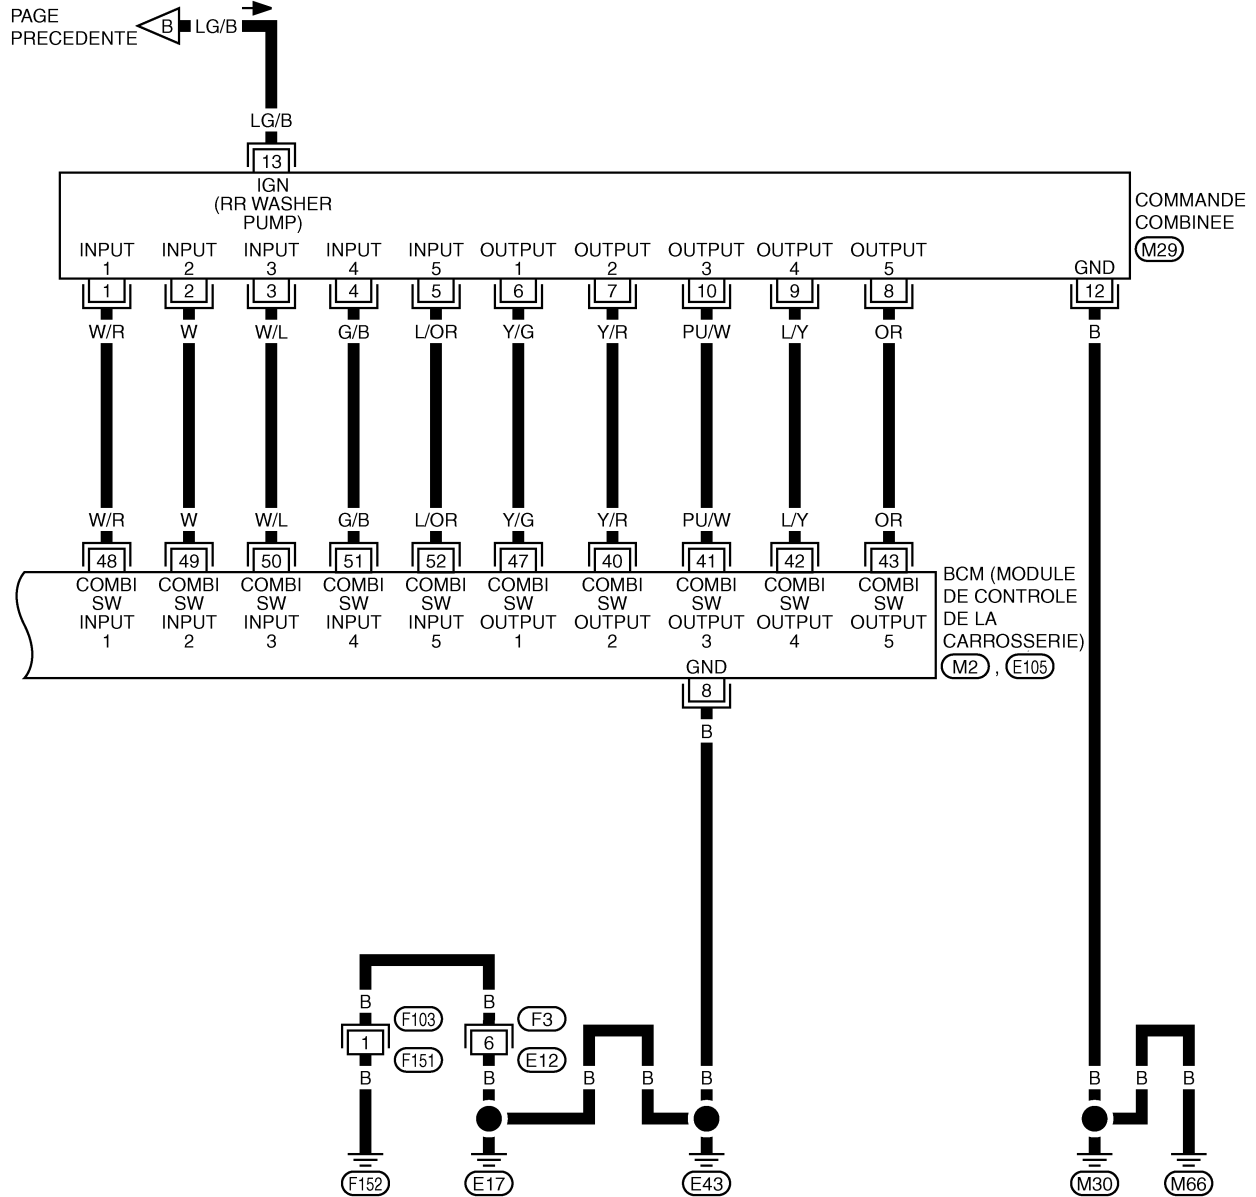 PAGE
PRECEDENTE
B
LG/B
LG/B
13
IGN
(RR WASHER
PUMP)
COMMANDE
COMBINEE
M29
INPUT INPUT INPUT INPUT INPUT OUTPUT OUTPUT OUTPUT OUTPUT OUTPUT
1 2 3 4 5 1 2 3 4 5 GND
1 2 3 4 5 6 7 10 9 8 12
W/R W W/L G/B L/OR Y/G Y/R PU/W L/Y OR B
W/R W W/L G/B L/OR Y/G Y/R PU/W L/Y OR
48 49 50 51 52 47 40 41 42 43
COMBI COMBI COMBI COMBI COMBI COMBI COMBI COMBI COMBI COMBI
SW SW SW SW SW SW SW SW SW SW
INPUT INPUT INPUT INPUT INPUT OUTPUT OUTPUT OUTPUT OUTPUT OUTPUT
1 2 3 4 5 1 2 3 4 5
BCM (MODULE
DE CONTROLE
DE LA
CARROSSERIE)
M2 , E105
GND
8
B
B B
F103 F3
1 6
F151 E12
B B B B B B B B
F152 E17 E43 M30 M66